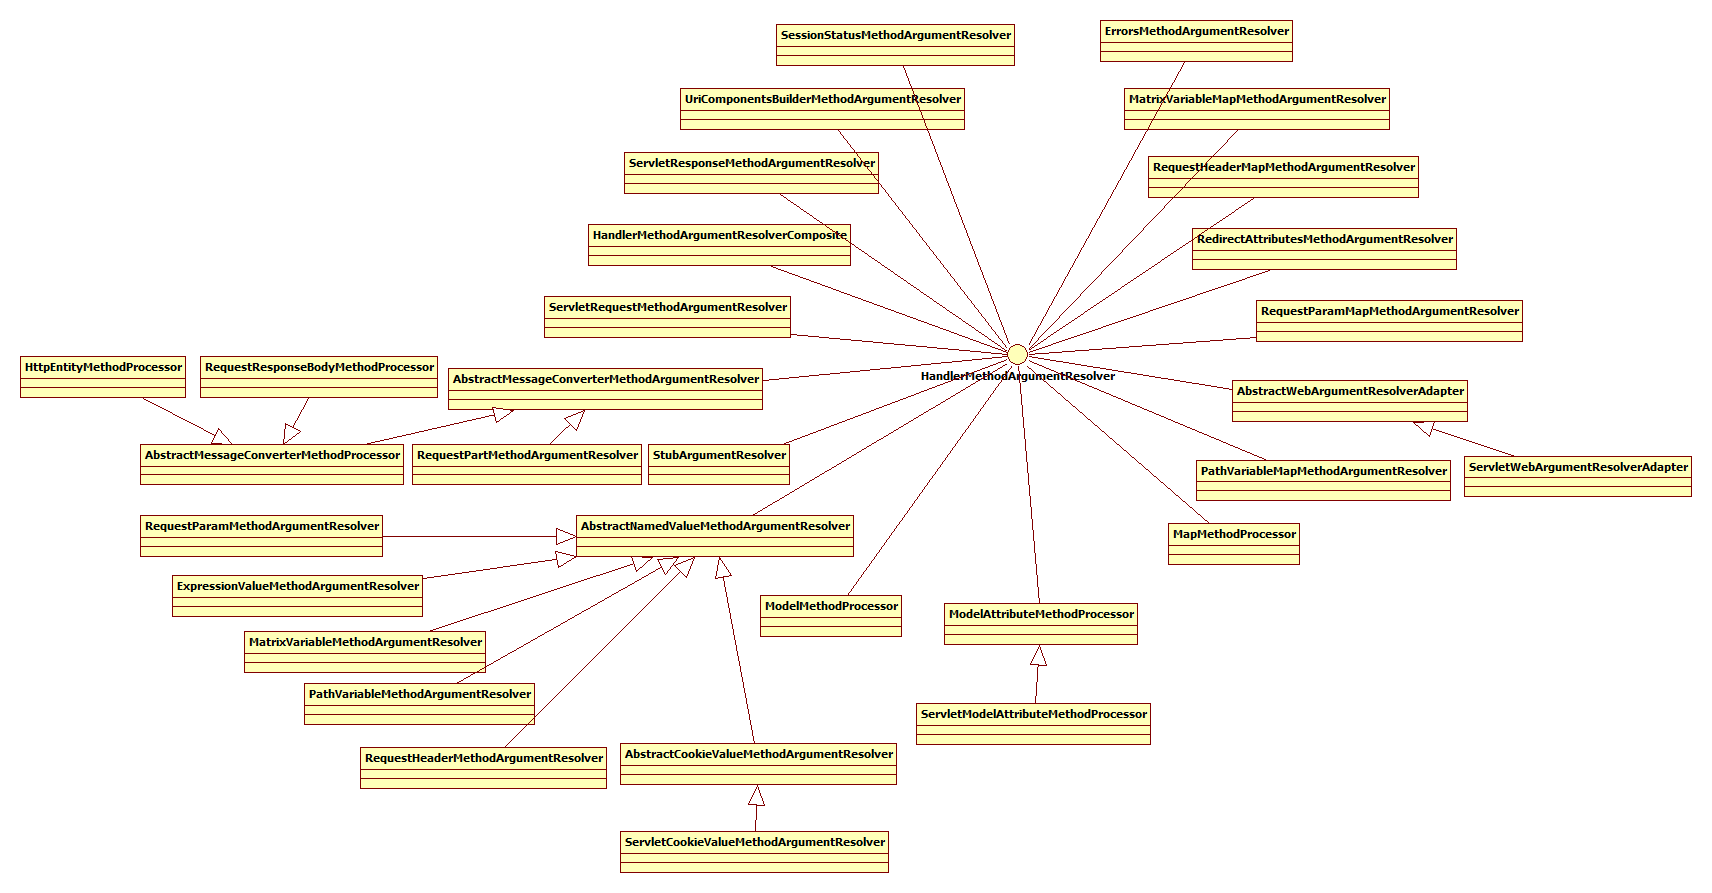 SessionStatusMethodArgumentResolver
ErrorsMethodArgumentResolver
UriComponentsBuilderMethodArgumentResolver
MatrixVariableMapMethodArgumentResolver
ServletResponseMethodArgumentResolver
RequestHeaderMapMethodArgumentResolver
HandlerMethodArgumentResolverComposite
RedirectAttributesMethodArgumentResolver
ServletRequestMethodArgumentResolver
RequestParamMapMethodArgumentResolver
HttpEntityMethodProcessor
RequestResponseBodyMethodProcessor
AbstractMessageConverterMethodArgumentResolver
HandlerMethodArgumentResolver
AbstractWebArgumentResolverAdapter
AbstractMessageConverterMethodProcessor
RequestPartMethodArgumentResolver
StubArgumentResolver
PathVariableMapMethodArgumentResolver
ServletWebArgumentResolverAdapter
RequestParamMethodArgumentResolver
AbstractNamedValueMethodArgumentResolver
MapMethodProcessor
ExpressionValueMethodArgumentResolver
ModelMethodProcessor
ModelAttributeMethodProcessor
MatrixVariableMethodArgumentResolver
PathVariableMethodArgumentResolver
ServletModelAttributeMethodProcessor
RequestHeaderMethodArgumentResolver
AbstractCookieValueMethodArgumentResolver
ServletCookieValueMethodArgumentResolver